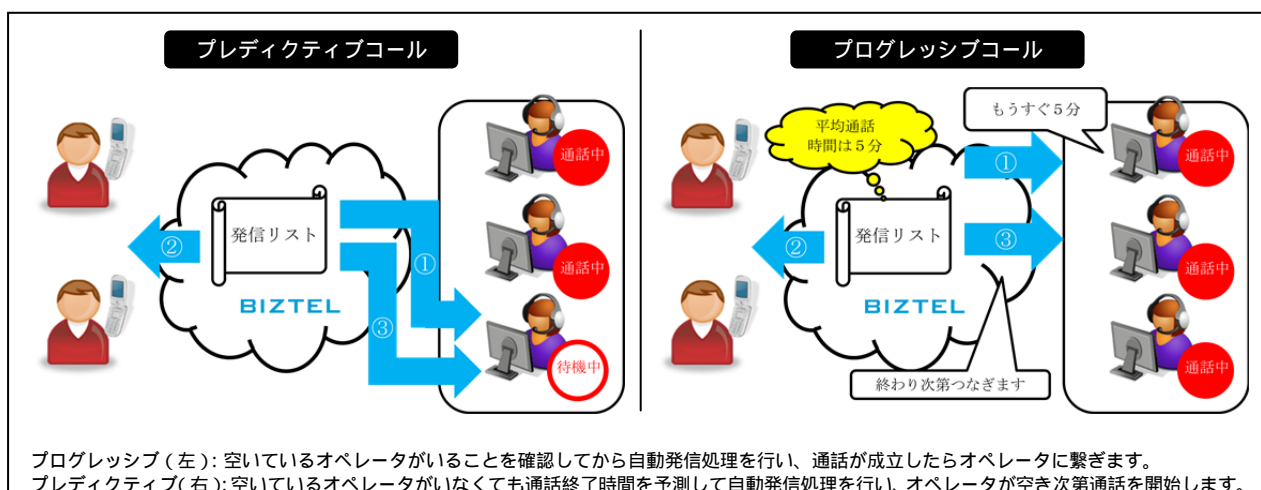 プレディクティブコール
通話中
発信リスト
②
①
通話中
BIZTEL
③
待機中
プログレッシブコール
もうすぐ５分
平均通話
時間は５分
①
通話中
発信リスト
②
③
通話中
BIZTEL
通話中
終わり次第つなぎます
プログレッシブ（左）：空いているオペレータがいることを確認してから自動発信処理を行い、通話が成立したらオペレータに繋ぎます。
プレディクティブ（右）：空いているオペレータがいなくても通話終了時間を予測して自動発信処理を行い、オペレータが空き次第通話を開始します。